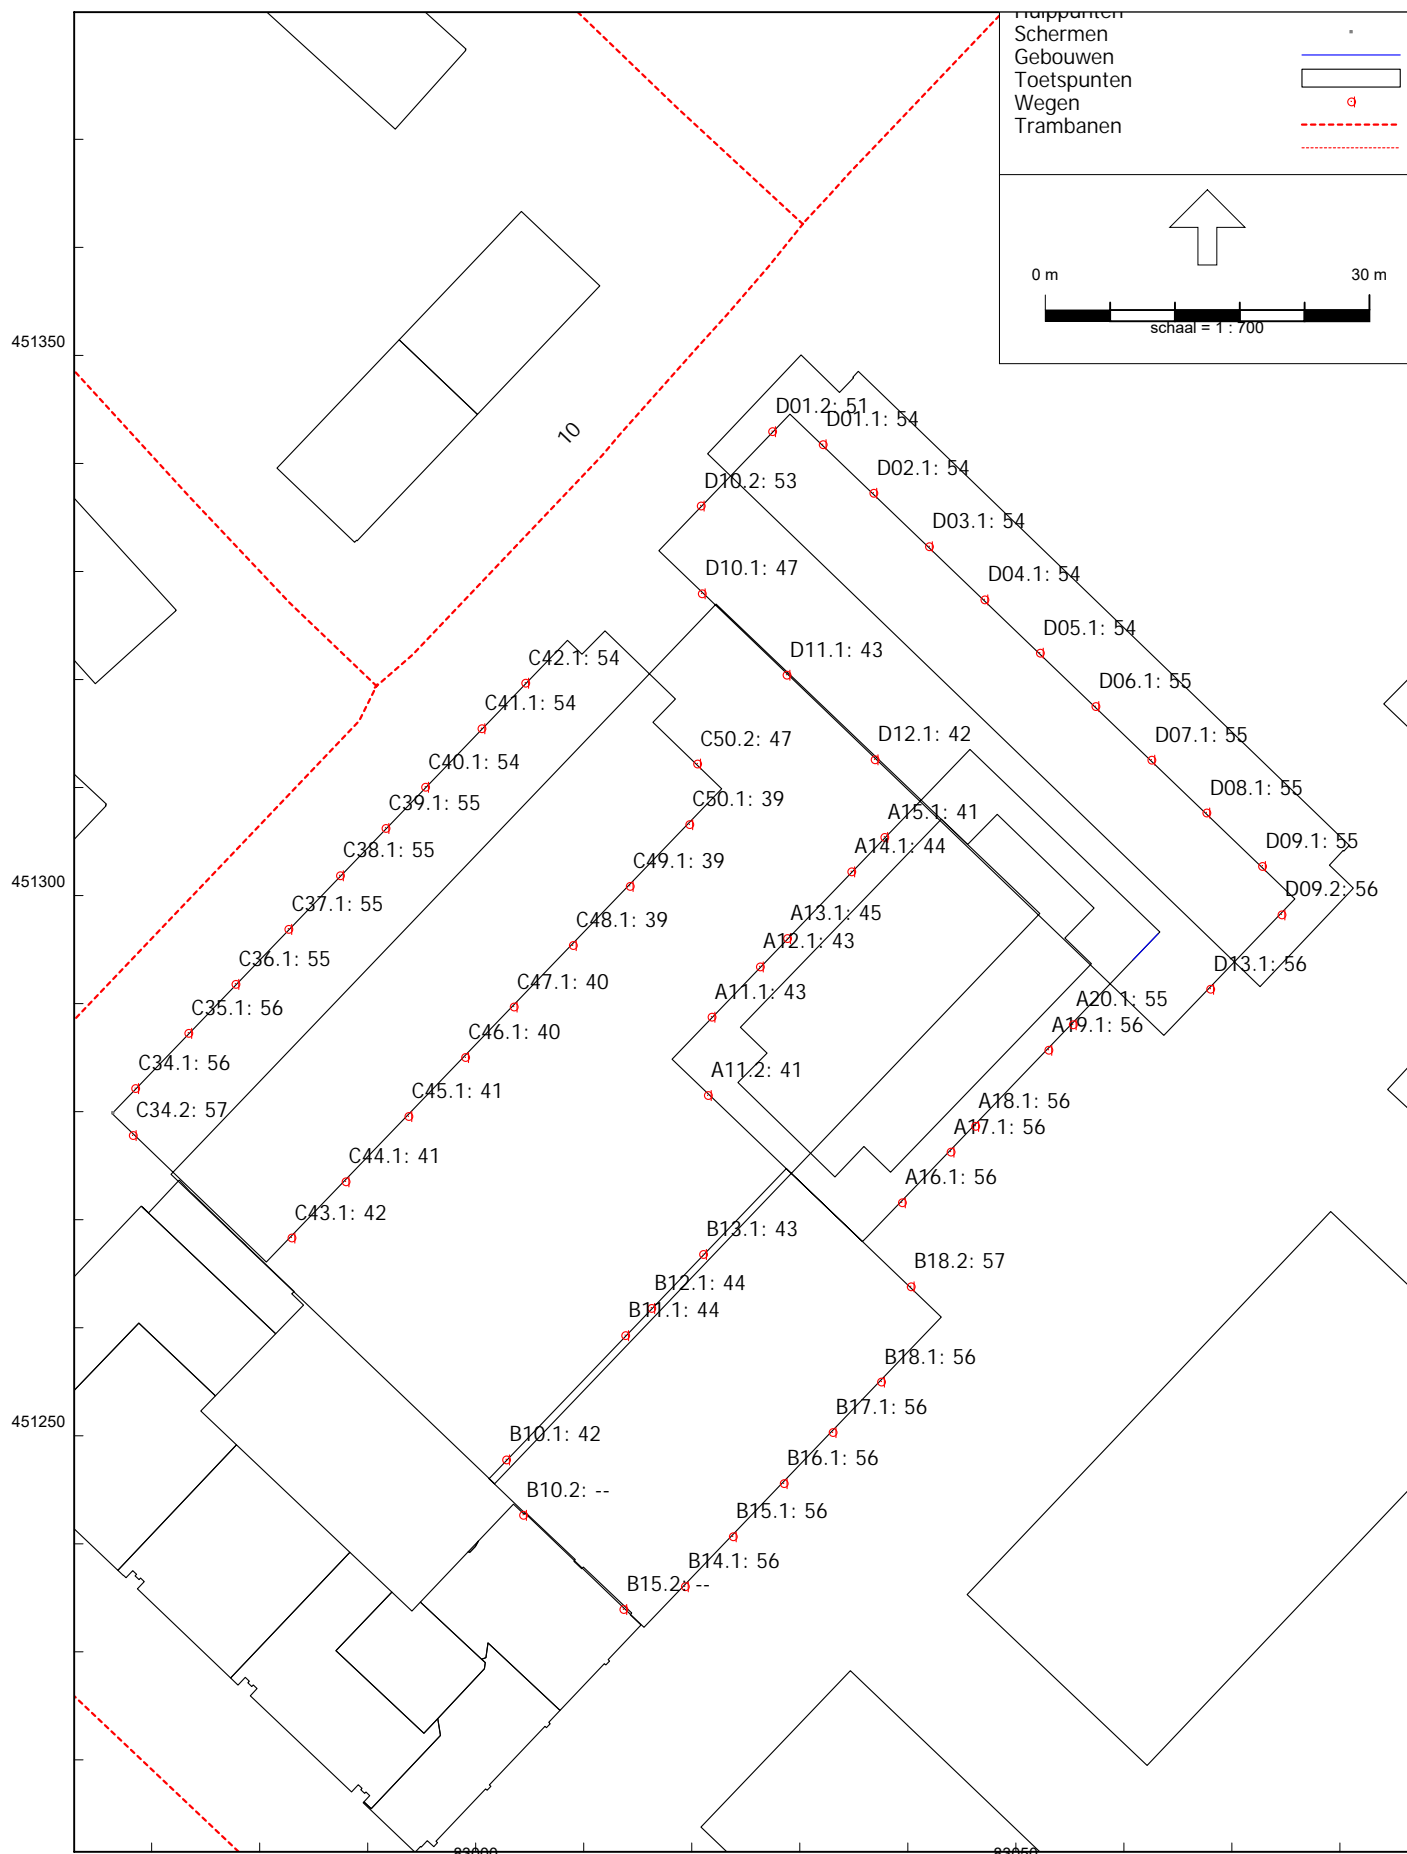 Hulppunten
Schermen
Gebouwen
Toetspunten
Wegen
Trambanen
0 m 30 m
schaal = 1 : 700
451350
10
D01.2: 51
D01.1: 54
D02.1: 54
D10.2: 53
D03.1: 54
D10.1: 47
D04.1: 54
D05.1: 54
C42.1: 54
D11.1: 43
D06.1: 55
C41.1: 54
C50.2: 47
D12.1: 42
D07.1: 55
C40.1: 54
C39.1: 55
C50.1: 39
A15.1: 41
D08.1: 55
C38.1: 55
C49.1: 39
A14.1: 44
D09.1: 55
451300
D09.2: 56
C37.1: 55
C48.1: 39
A13.1: 45
A12.1: 43
C36.1: 55
D13.1: 56
C35.1: 56
C47.1: 40
A11.1: 43
A20.1: 55
A19.1: 56
C46.1: 40
C34.1: 56
A11.2: 41
C45.1: 41
A18.1: 56
C34.2: 57
A17.1: 56
C44.1: 41
A16.1: 56
C43.1: 42
B13.1: 43
B18.2: 57
B12.1: 44
B11.1: 44
B18.1: 56
451250
B17.1: 56
B10.1: 42
B16.1: 56
B10.2: --
B15.1: 56
B14.1: 56
B15.2: --
83000 83050